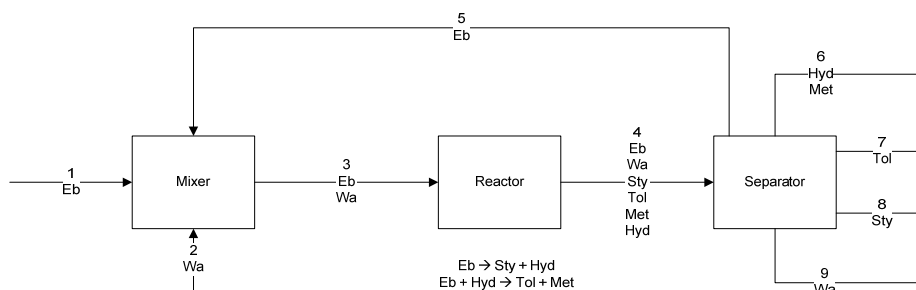 5
Eb
6
Hyd
Met
1
Eb
Mixer
3
Eb
Wa
Reactor
4
Eb
Wa
Sty
Tol
Met
Hyd
Separator
7
Tol
8
Sty
2
Wa
Eb → Sty + Hyd
Eb + Hyd → Tol + Met
9
Wa